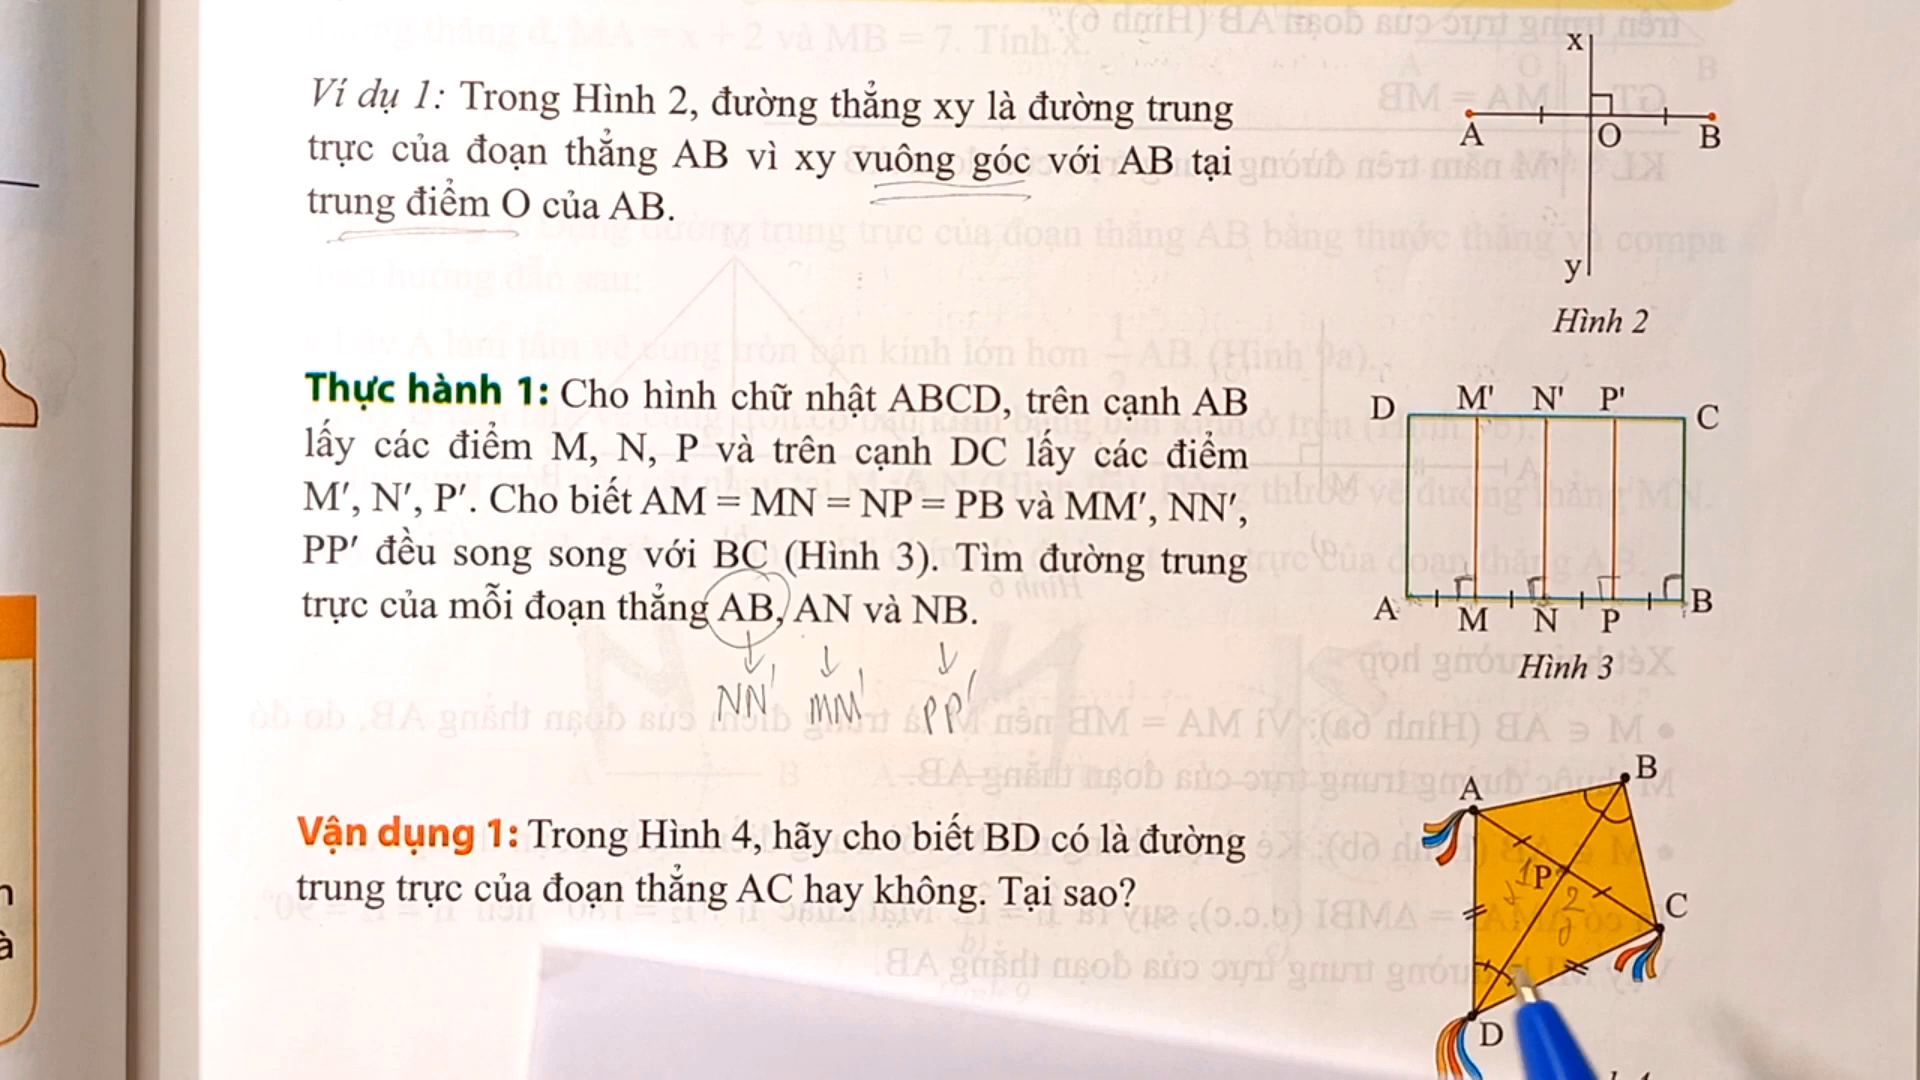 x
Ví dụ 1: Trong Hình 2, đường thẳng xy là đường trung
trực của đoạn thẳng AB vì xy vuông góc với AB tại
trung điểm O của AB.
A O B
y
Hình 2
Thực hành 1: Cho hình chữ nhật ABCD, trên cạnh AB
lấy các điểm M, N, P và trên cạnh DC lấy các điểm
M′, N′, P′. Cho biết AM = MN = NP = PB và MM′, NN′,
PP′ đều song song với BC (Hình 3). Tìm đường trung
trực của mỗi đoạn thẳng AB, AN và NB.
NN' MM' PP'
D M' N' P' C
A M N P B
Hình 3
Vận dụng 1: Trong Hình 4, hãy cho biết BD có là đường
trung trực của đoạn thẳng AC hay không. Tại sao?
B
A
1 P
2
C
D